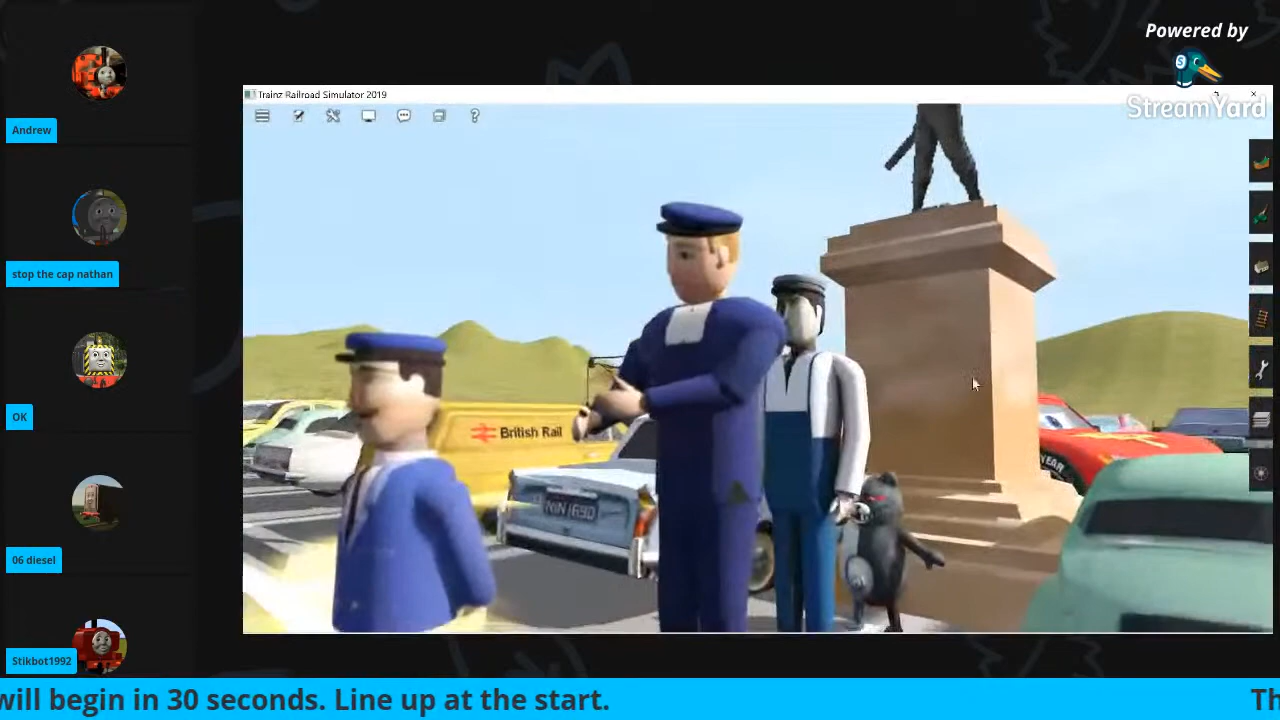 Powered by
StreamYard
Trainz Railroad Simulator 2019
Andrew
stop the cap nathan
OK
06 diesel
Stikbot1992
British Rail
will begin in 30 seconds. Line up at the start.
Th